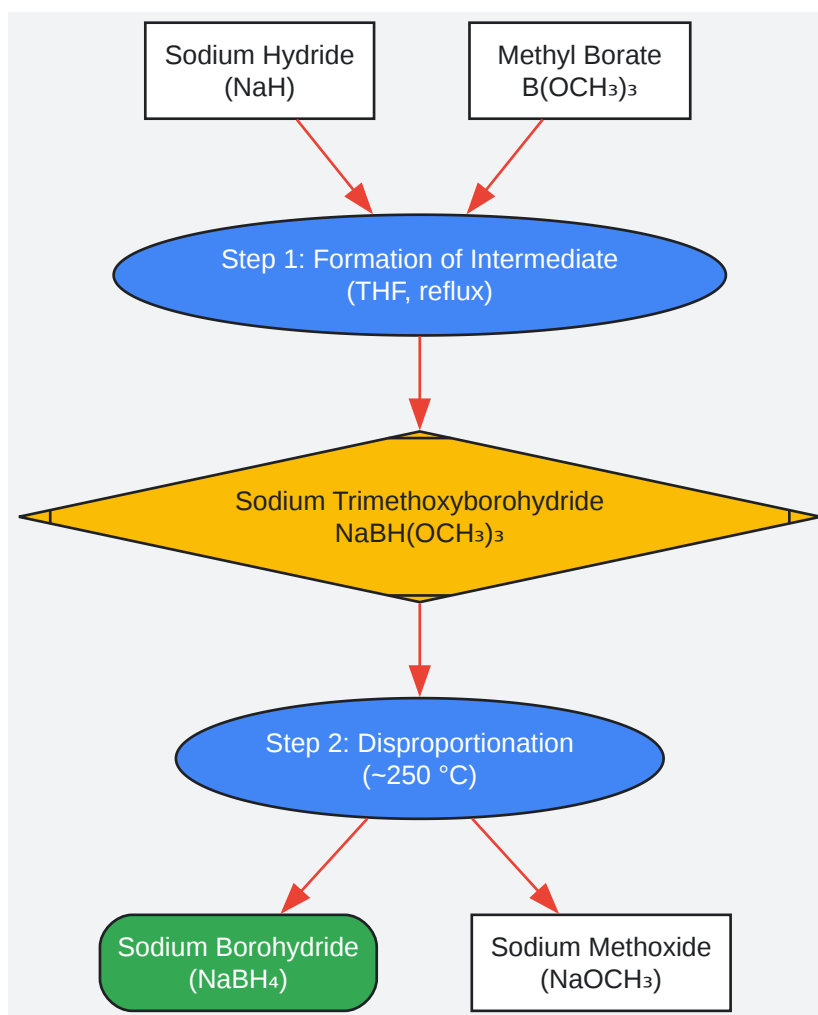 Sodium Hydride
(NaH)
Methyl Borate
B(OCH₃)₃
Step 1: Formation of Intermediate
(THF, reflux)
Sodium Trimethoxyborohydride
NaBH(OCH₃)₃
Step 2: Disproportionation
(~250 °C)
Sodium Borohydride
(NaBH₄)
Sodium Methoxide
(NaOCH₃)